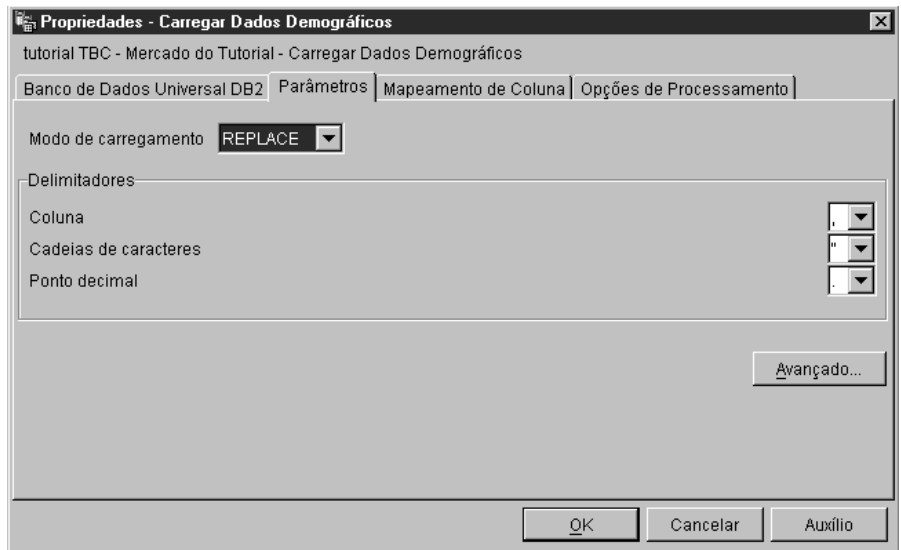 Propriedades - Carregar Dados Demográficos
tutorial TBC - Mercado do Tutorial - Carregar Dados Demográficos
Banco de Dados Universal DB2 Parâmetros Mapeamento de Coluna Opções de Processamento
Modo de carregamento REPLACE
Delimitadores
Coluna ,
Cadeias de caracteres "
Ponto decimal .
Avançado...
OK Cancelar Auxílio